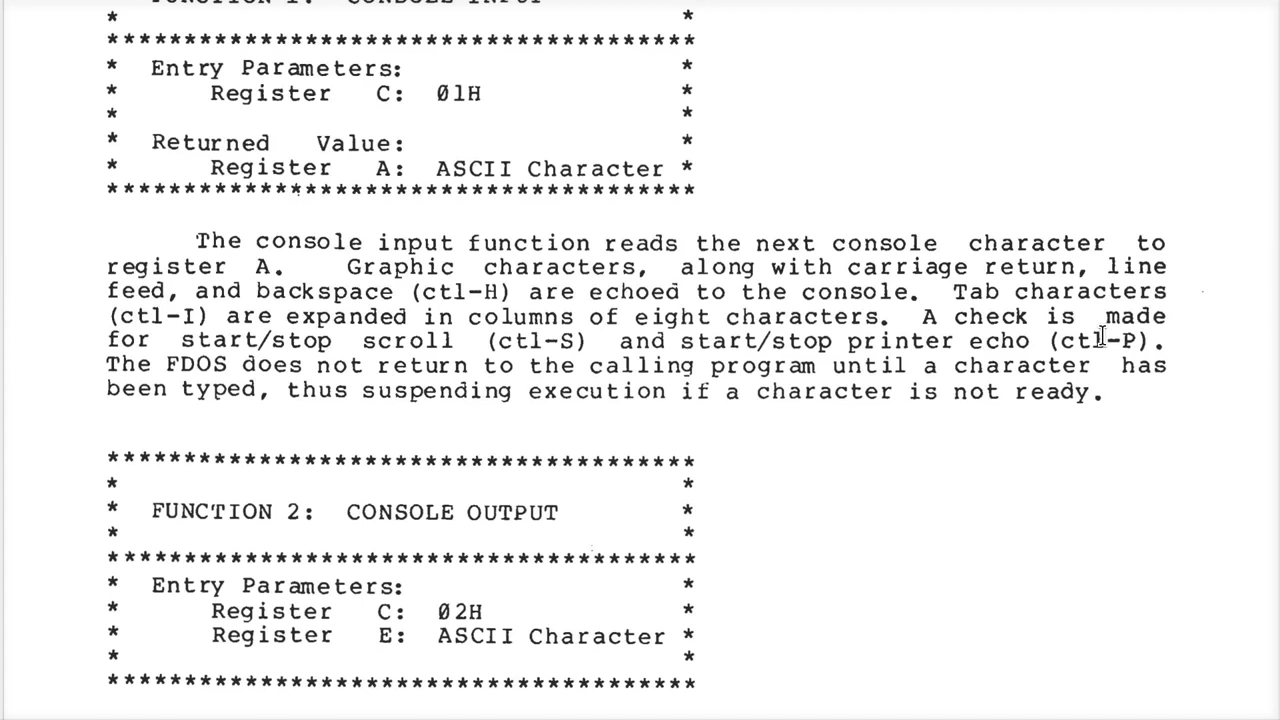 FUNCTION 1: CONSOLE INPUT
* *
***************************************
* Entry Parameters: *
* Register C: 01H *
* *
* Returned Value: *
* Register A: ASCII Character *
***************************************
The console input function reads the next console character to
register A. Graphic characters, along with carriage return, line
feed, and backspace (ctl-H) are echoed to the console. Tab characters
(ctl-I) are expanded in columns of eight characters. A check is made
for start/stop scroll (ctl-S) and start/stop printer echo (ctl-P).
The FDOS does not return to the calling program until a character has
been typed, thus suspending execution if a character is not ready.
***************************************
* *
* FUNCTION 2: CONSOLE OUTPUT *
* *
***************************************
* Entry Parameters: *
* Register C: 02H *
* Register E: ASCII Character *
* *
***************************************